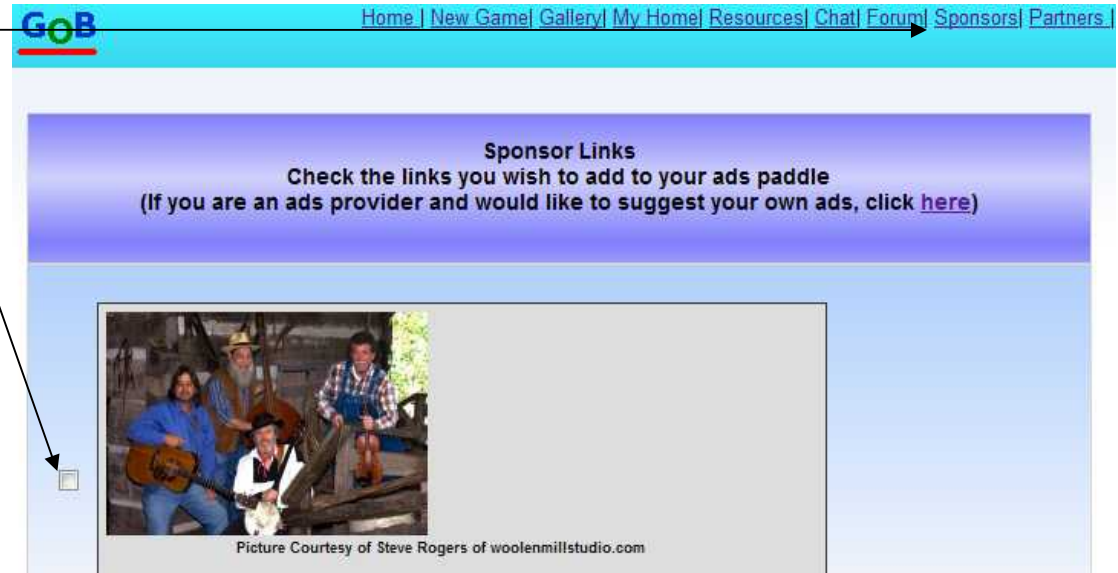 GoB
Home | New Game| Gallery| My Home| Resources| Chat| Forum| Sponsors| Partners |
Sponsor Links
Check the links you wish to add to your ads paddle
(If you are an ads provider and would like to suggest your own ads, click here)
Picture Courtesy of Steve Rogers of woolenmillstudio.com